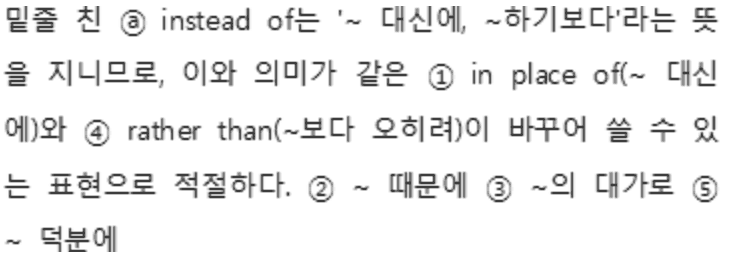 밑줄 친 ⓐ instead of는 '~ 대신에, ~하기보다'라는 뜻
을 지니므로, 이와 의미가 같은 ① in place of(~ 대신
에)와 ④ rather than(~보다 오히려)이 바꾸어 쓸 수 있
는 표현으로 적절하다. ② ~ 때문에 ③ ~의 대가로 ⑤
~ 덕분에